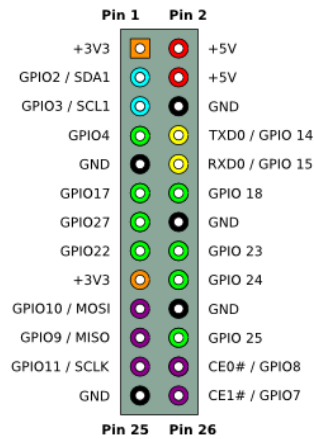 Pin 1 Pin 2
+3V3 +5V
GPIO2 / SDA1 +5V
GPIO3 / SCL1 GND
GPIO4 TXD0 / GPIO 14
GND RXD0 / GPIO 15
GPIO17 GPIO 18
GPIO27 GND
GPIO22 GPIO 23
+3V3 GPIO 24
GPIO10 / MOSI GND
GPIO9 / MISO GPIO 25
GPIO11 / SCLK CE0# / GPIO8
GND CE1# / GPIO7
Pin 25 Pin 26